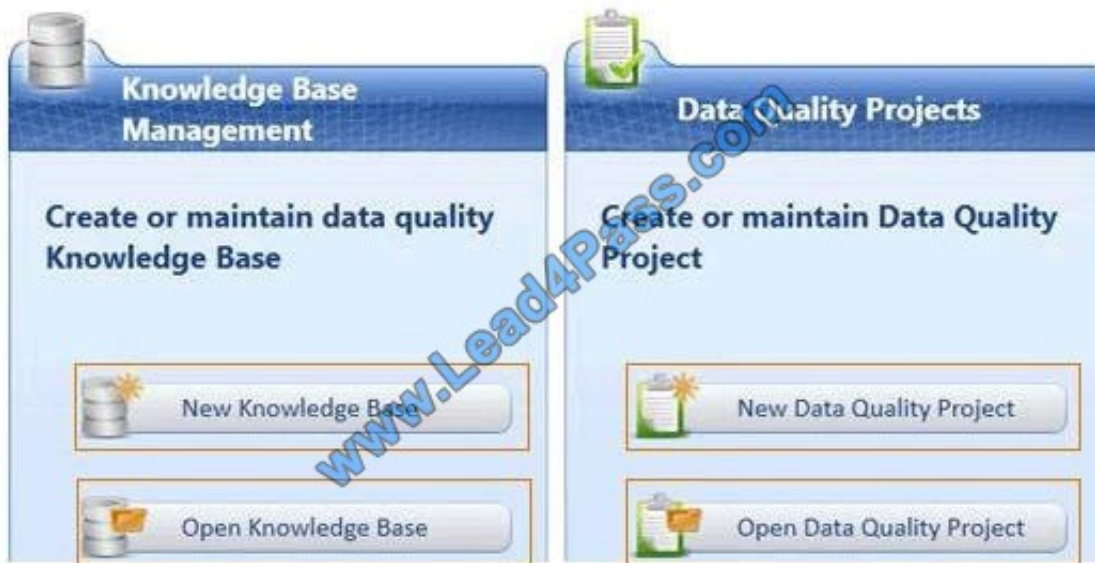 Knowledge Base
Management
Create or maintain data quality
Knowledge Base
New Knowledge Base
Open Knowledge Base
Data Quality Projects
Create or maintain Data Quality
Project
New Data Quality Project
Open Data Quality Project
www.Lead4Pass.com